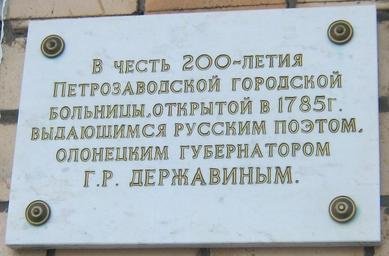 В ЧЕСТЬ 200-ЛЕТИЯ
ПЕТРОЗАВОДСКОЙ ГОРОДСКОЙ
БОЛЬНИЦЫ, ОТКРЫТОЙ В 1785Г.
ВЫДАЮЩИМСЯ РУССКИМ ПОЭТОМ,
ОЛОНЕЦКИМ ГУБЕРНАТОРОМ
Г.Р. ДЕРЖАВИНЫМ.